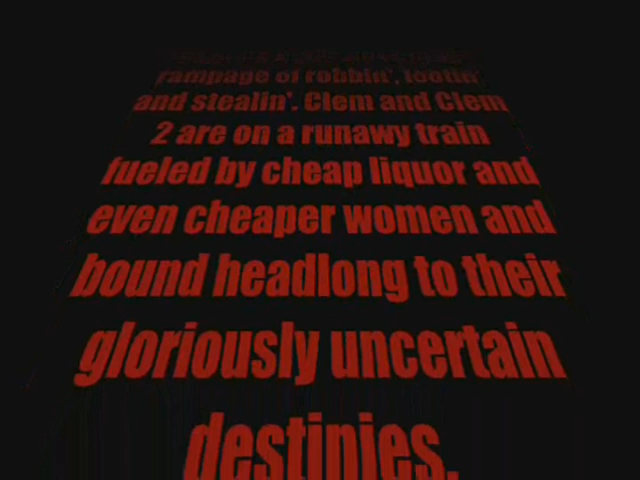 rampage of robbin', lootin'
and stealin'. Clem and Clem
2 are on a runawy train
fueled by cheap liquor and
even cheaper women and
bound headlong to their
gloriously uncertain
destinies.